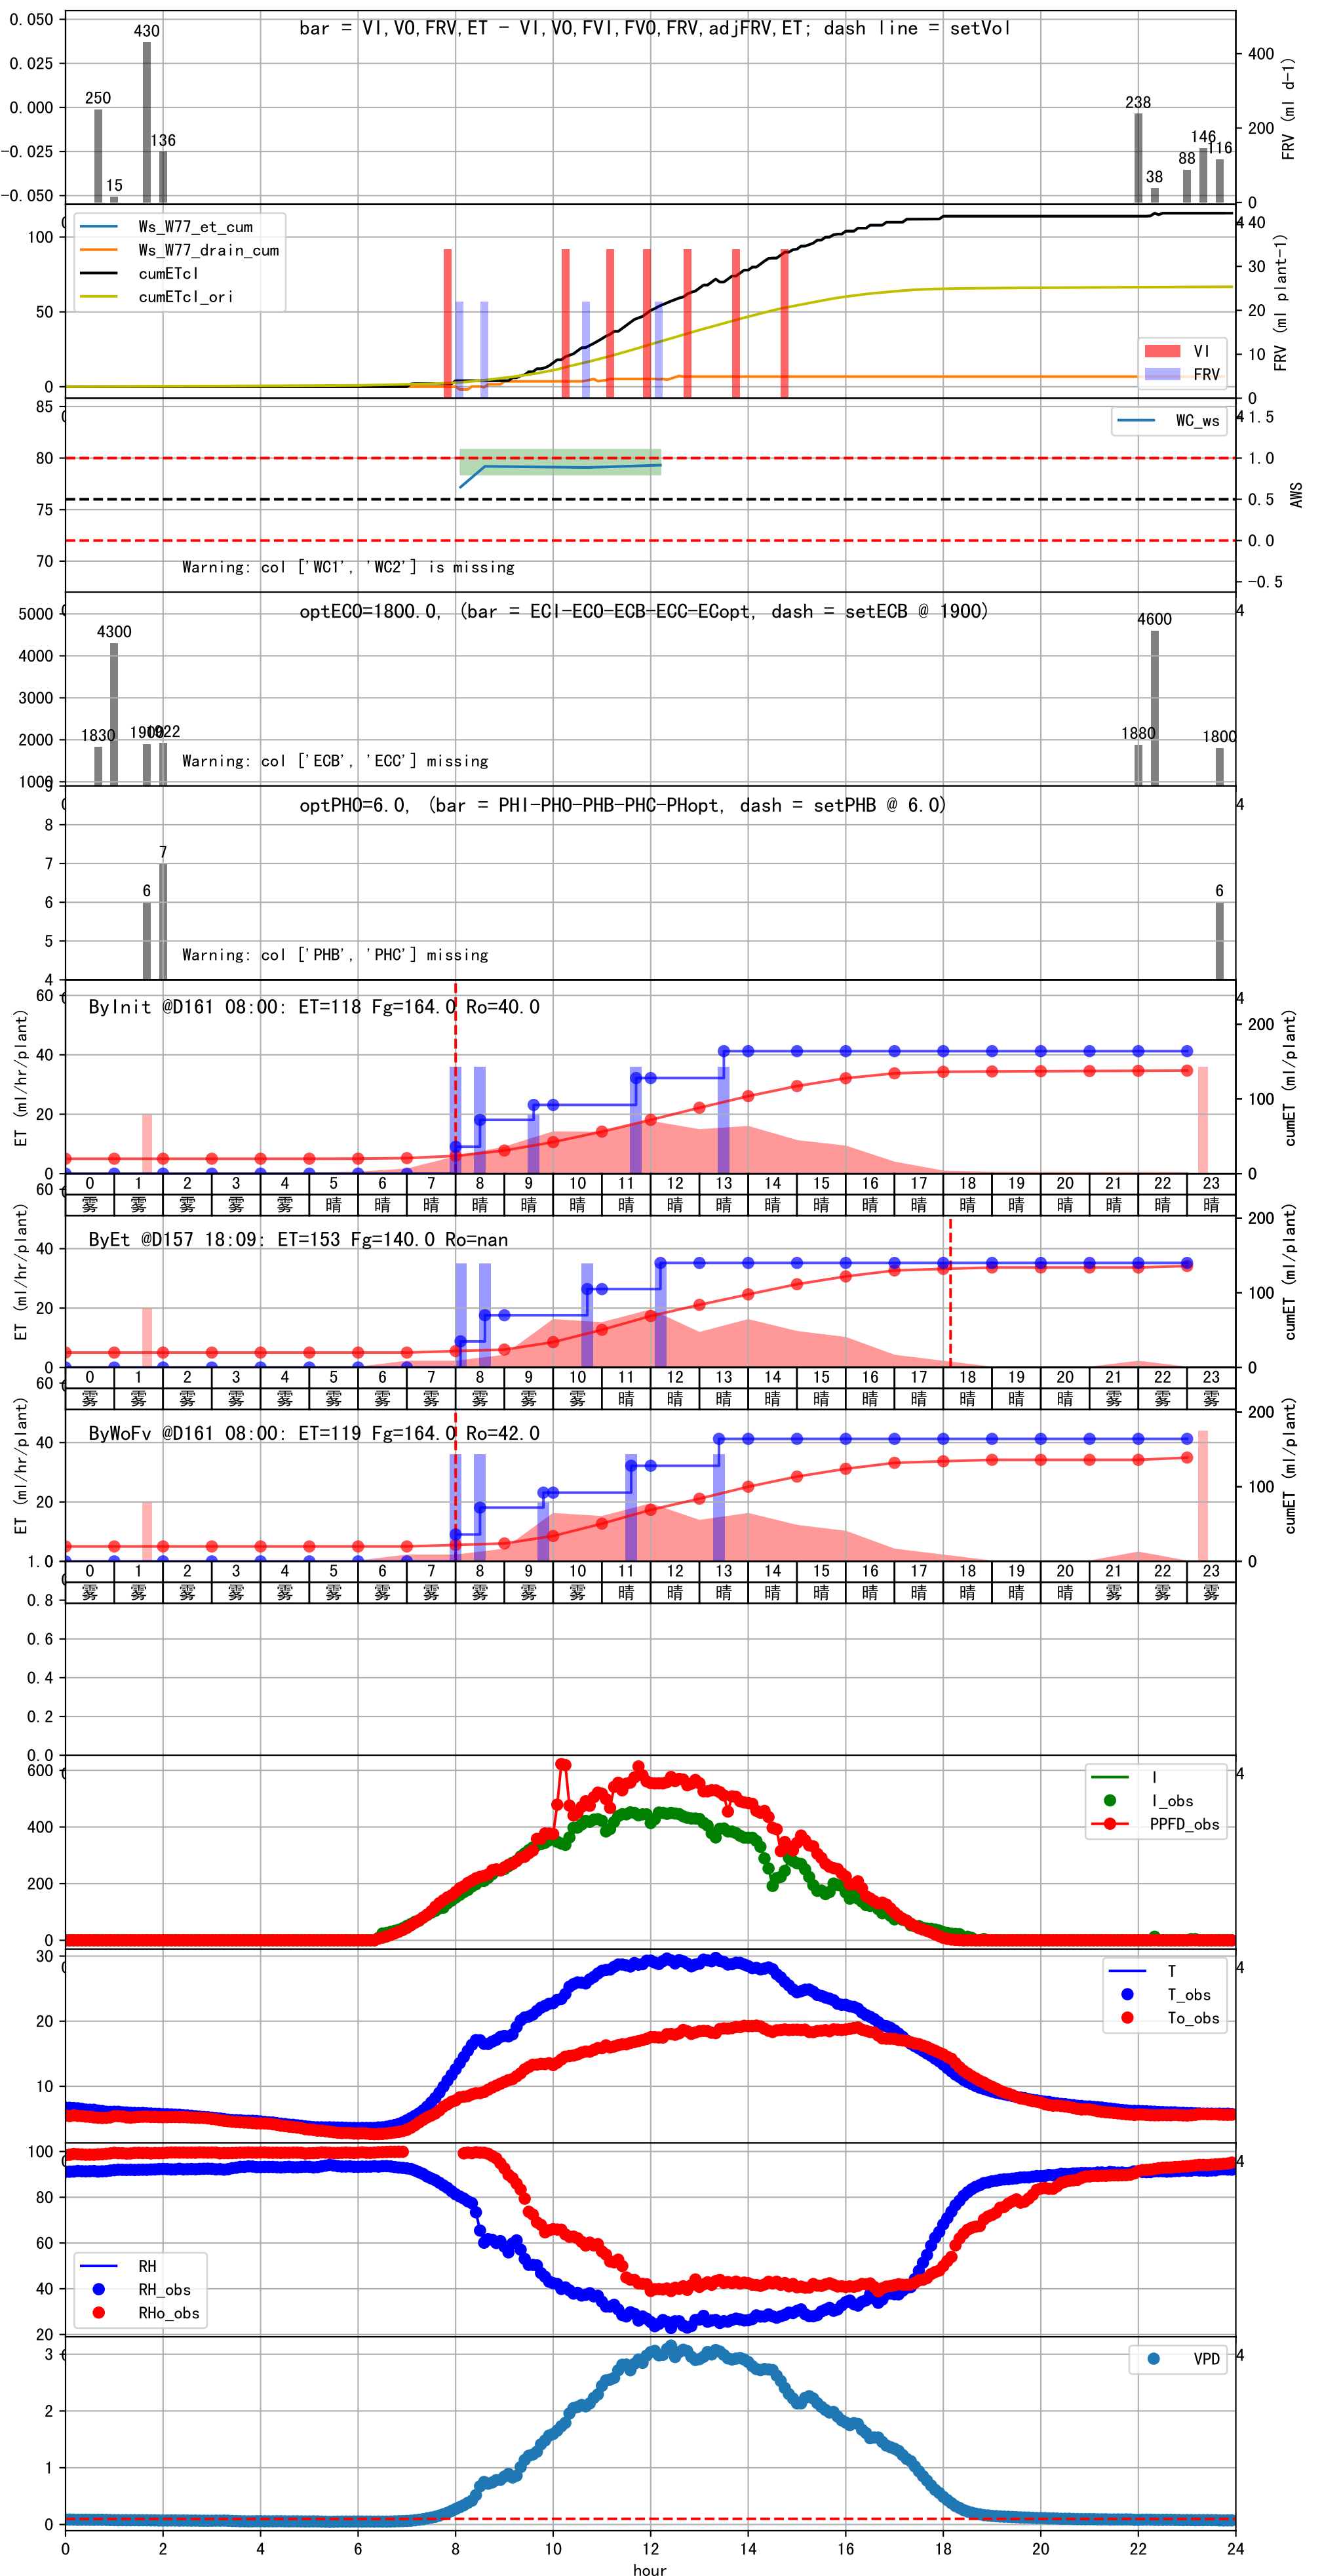 bar = VI,VO,FRV,ET - VI,VO,FVI,FVO,FRV,adjFRV,ET; dash line = setVol
0.050
0.025
0.000
−0.025
−0.050
250
15
430
136
238
38
88
146
116
400
200
0
FRV (ml d-1)
Ws_W77_et_cum
Ws_W77_drain_cum
cumETcI
cumETcI_ori
100
50
0
VI
FRV
40
30
20
10
0
FRV (ml plant-1)
85
80
75
70
WC_ws
Warning: col ['WC1', 'WC2'] is missing
1.5
1.0
0.5
0.0
−0.5
AWS
optECO=1800.0, (bar = ECI-ECO-ECB-ECC-ECopt, dash = setECB @ 1900)
5000
4000
3000
2000
1000
1830
4300
1900
1922
1880
4600
1800
Warning: col ['ECB', 'ECC'] missing
optPHO=6.0, (bar = PHI-PHO-PHB-PHC-PHopt, dash = setPHB @ 6.0)
9
8
7
6
5
4
6
7
6
Warning: col ['PHB', 'PHC'] missing
ByInit @D161 08:00: ET=118 Fg=164.0 Ro=40.0
60
40
20
0
ET (ml/hr/plant)
200
100
0
cumET (ml/plant)
0 1 2 3 4 5 6 7 8 9 10 11 12 13 14 15 16 17 18 19 20 21 22 23
雾 雾 雾 雾 雾 晴 晴 晴 晴 晴 晴 晴 晴 晴 晴 晴 晴 晴 晴 晴 晴 晴 晴 晴
ByEt @D157 18:09: ET=153 Fg=140.0 Ro=nan
60
40
20
0
ET (ml/hr/plant)
200
100
0
cumET (ml/plant)
0 1 2 3 4 5 6 7 8 9 10 11 12 13 14 15 16 17 18 19 20 21 22 23
雾 雾 雾 雾 雾 雾 雾 雾 雾 雾 雾 晴 晴 晴 晴 晴 晴 晴 晴 晴 晴 雾 雾 雾
ByWoFv @D161 08:00: ET=119 Fg=164.0 Ro=42.0
60
40
20
ET (ml/hr/plant)
200
100
0
cumET (ml/plant)
0 1 2 3 4 5 6 7 8 9 10 11 12 13 14 15 16 17 18 19 20 21 22 23
雾 雾 雾 雾 雾 雾 雾 雾 雾 雾 雾 晴 晴 晴 晴 晴 晴 晴 晴 晴 晴 雾 雾 雾
1.0
0.8
0.6
0.4
0.2
0.0
600
400
200
0
I
I_obs
PPFD_obs
30
20
10
T
T_obs
To_obs
100
80
60
40
20
RH
RH_obs
RHo_obs
3
2
1
0
VPD
0 2 4 6 8 10 12 14 16 18 20 22 24
hour